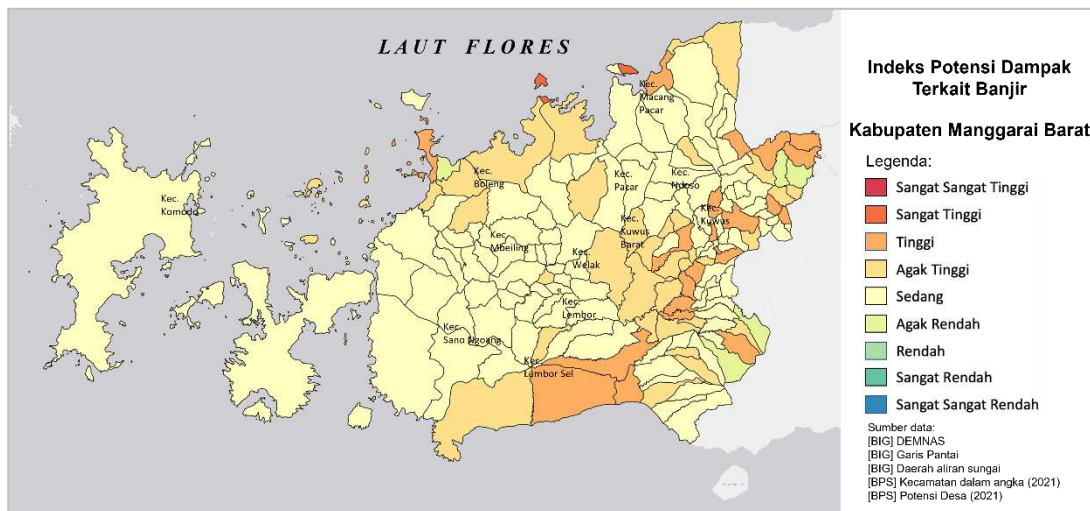 LAUT FLORES
Kec.
Macang
Pacar
Kec.
Boleng
Kec.
Pacar
Kec.
Ndoso
Kec.
Komodo
Kec.
Kuwus
Kec.
Kuwus
Barat
Kec.
Mbeiling
Kec.
Welak
Kec.
Lembor
Kec.
Sano Ngoang
Kec.
Lembor Sel
Indeks Potensi Dampak
Terkait Banjir
Kabupaten Manggarai Barat
Legenda:
Sangat Sangat Tinggi
Sangat Tinggi
Tinggi
Agak Tinggi
Sedang
Agak Rendah
Rendah
Sangat Rendah
Sangat Sangat Rendah
Sumber data:
[BIG] DEMNAS
[BIG] Garis Pantai
[BIG] Daerah aliran sungai
[BPS] Kecamatan dalam angka (2021)
[BPS] Potensi Desa (2021)